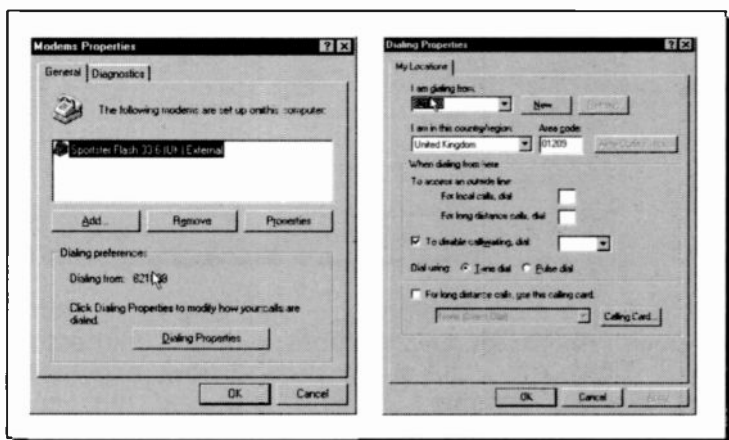 Modems Properties
General
Diagnostics
The following modems are set up on this computer:
Sportster Flash 33.6 External
Add...
Remove
Properties
Dialing preferences
Dialing from:
Click Dialing Properties to modify how your calls are
dialed.
Dialing Properties
OK
Cancel
Dialing Properties
My Locations
I am dialing from:
New
I am in this country/region:
Area code:
United Kingdom
01209
When dialing from here
To access an outside line:
For local calls, dial
For long distance calls, dial
To disable call waiting, dial
Dial using:
Tone dial
Pulse dial
For long distance calls, use this calling card:
Calling Card...
OK
Cancel